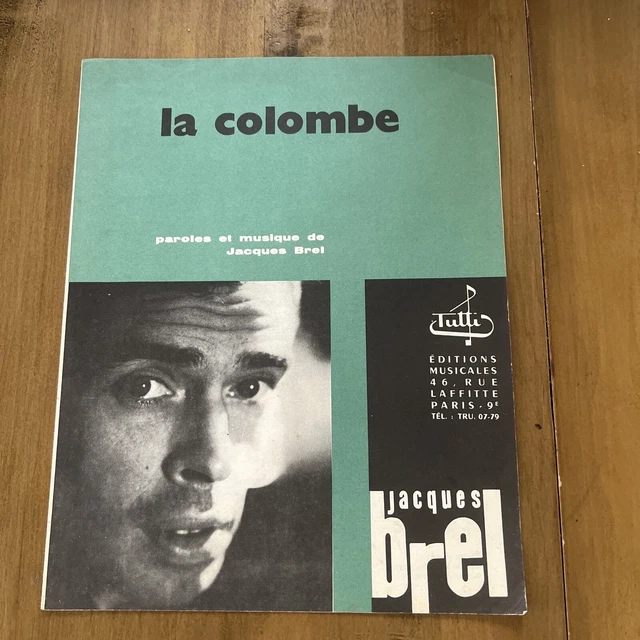 la colombe
paroles et musique de
Jacques Brel
Tutti
ÉDITIONS
MUSICALES
46, RUE
LAFFITTE
PARIS - 9e
TÉL. : TRU. 07-79
jacques
brel